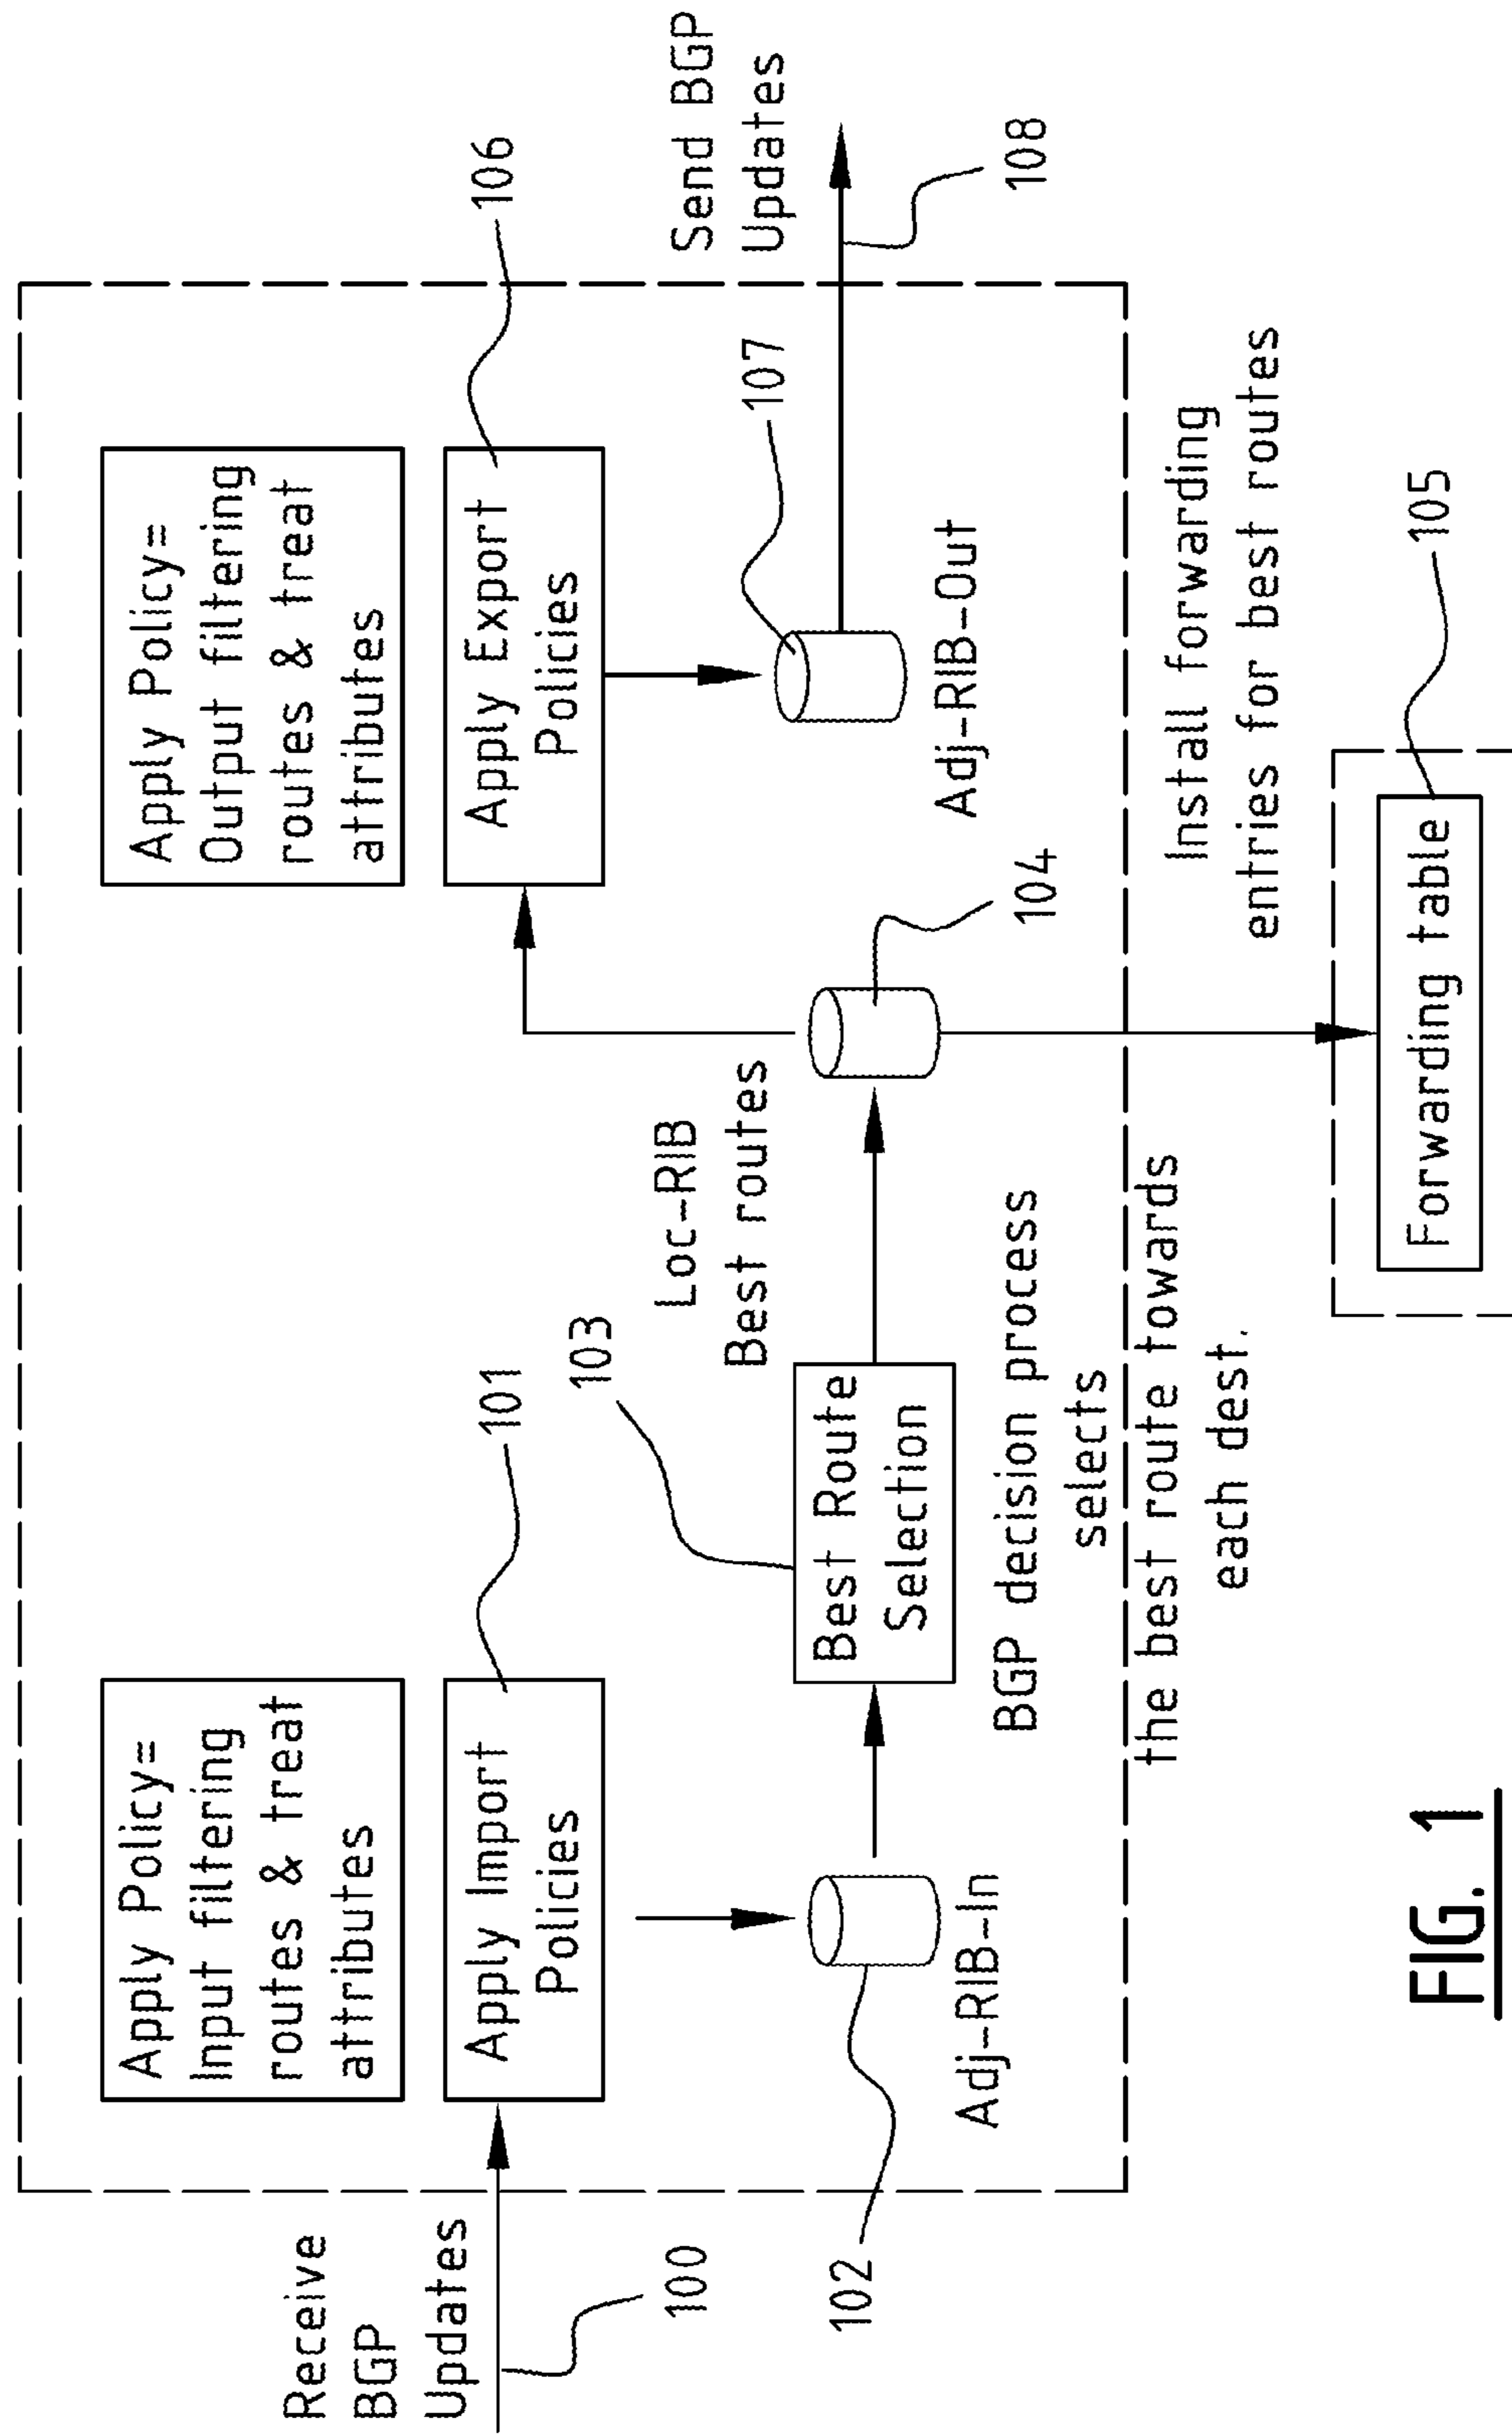 Receive
BGP
Updates
100
Apply Policy=
Input filtering
routes & treat
attributes
Apply Import
Policies
101
102
Adj-RIB-In
103
Best Route
Selection
BGP decision process
selects
the best route towards
each dest.
Loc-RIB
Best routes
104
Apply Policy=
Output filtering
routes & treat
attributes
Apply Export
Policies
106
107
Adj-RIB-Out
Send BGP
Updates
108
Install forwarding
entries for best routes
Forwarding table
105
FIG. 1